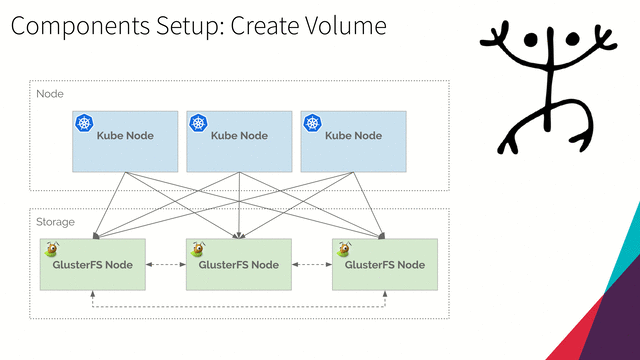 Components Setup: Create Volume
Node
Kube Node
Kube Node
Kube Node
Storage
GlusterFS Node
GlusterFS Node
GlusterFS Node